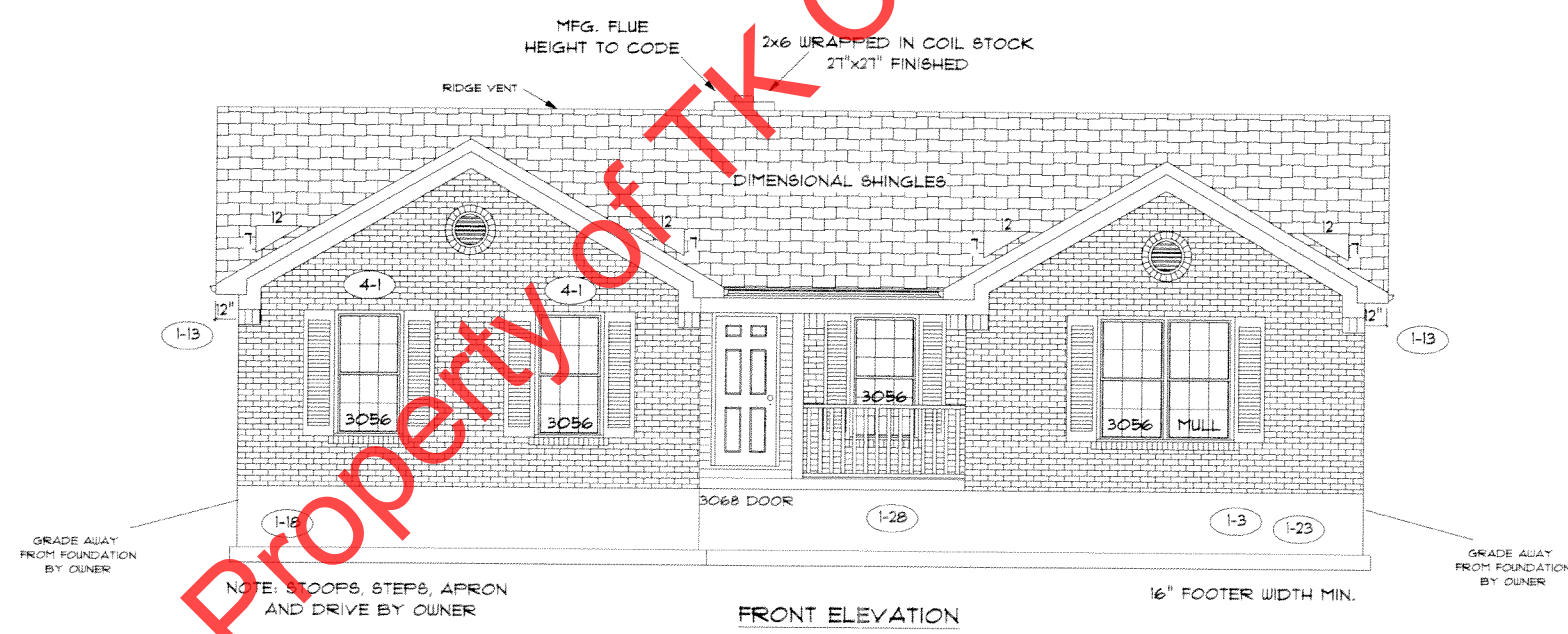 MFG. FLUE
HEIGHT TO CODE
2x6 WRAPPED IN COIL STOCK
27"x27" FINISHED
RIDGE VENT
DIMENSIONAL SHINGLES
12
7
12
7
12
7
12
7
4-1
4-1
12"
12"
1-13
1-13
3056
3056
3056
3056
MULL
3068 DOOR
1-18
1-28
1-3
1-23
GRADE AWAY
FROM FOUNDATION
BY OWNER
GRADE AWAY
FROM FOUNDATION
BY OWNER
NOTE: STOOPS, STEPS, APRON
AND DRIVE BY OWNER
16" FOOTER WIDTH MIN.
FRONT ELEVATION
Property of TK